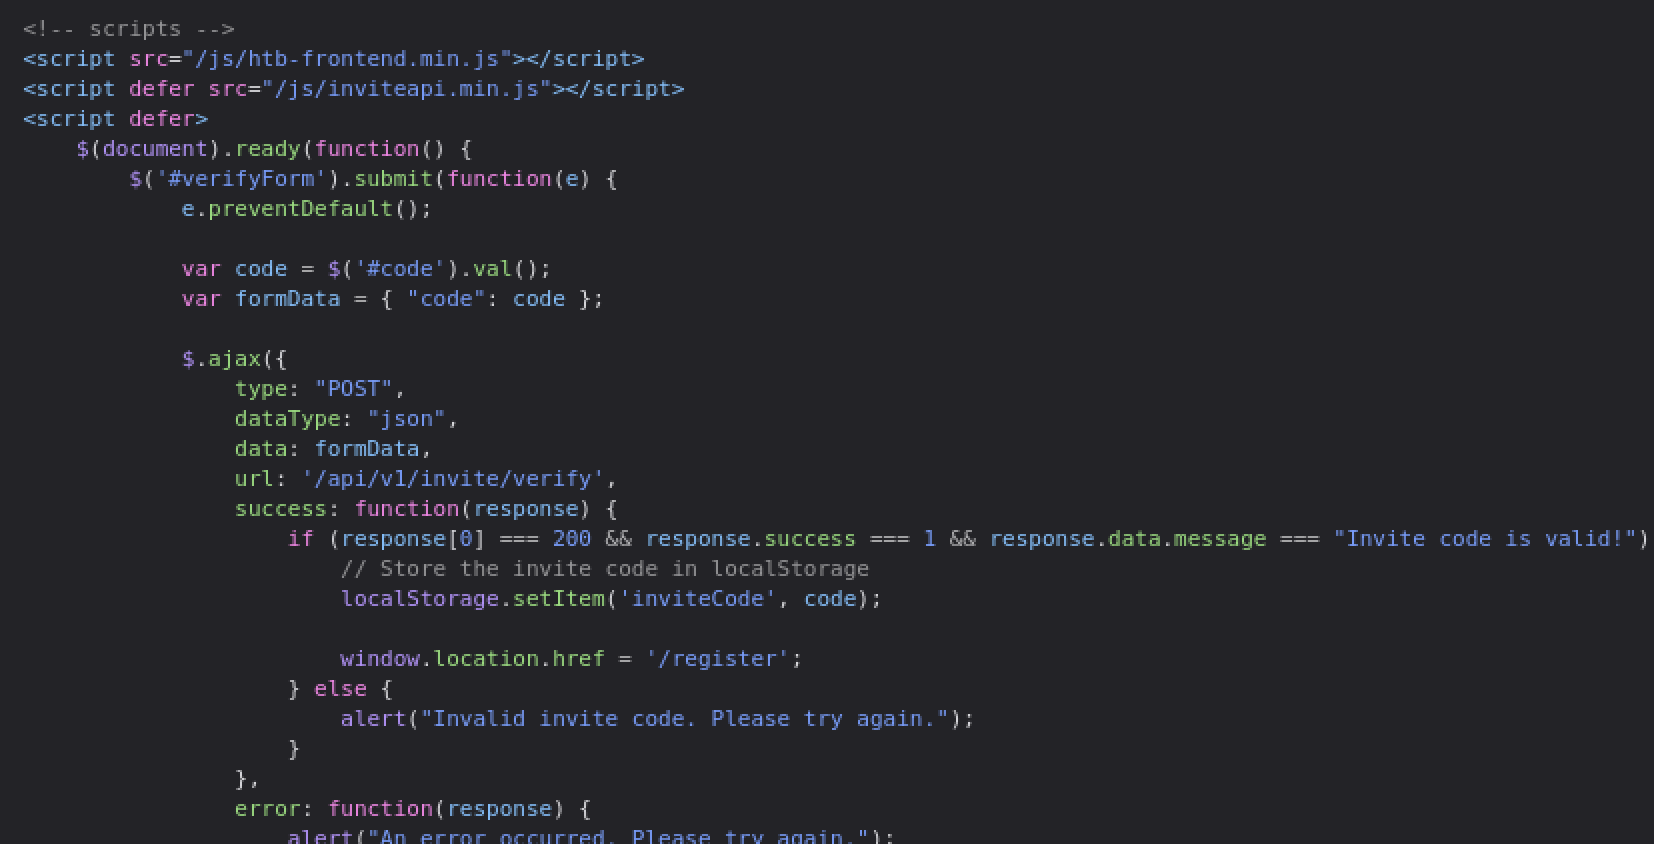 <!-- scripts -->
<script src="/js/htb-frontend.min.js"></script>
<script defer src="/js/inviteapi.min.js"></script>
<script defer>
    $(document).ready(function() {
        $('#verifyForm').submit(function(e) {
            e.preventDefault();

            var code = $('#code').val();
            var formData = { "code": code };

            $.ajax({
                type: "POST",
                dataType: "json",
                data: formData,
                url: '/api/v1/invite/verify',
                success: function(response) {
                    if (response[0] === 200 && response.success === 1 && response.data.message === "Invite code is valid!")
                        // Store the invite code in localStorage
                        localStorage.setItem('inviteCode', code);

                        window.location.href = '/register';
                    } else {
                        alert("Invalid invite code. Please try again.");
                    }
                },
                error: function(response) {
                    alert("An error occurred. Please try again.");